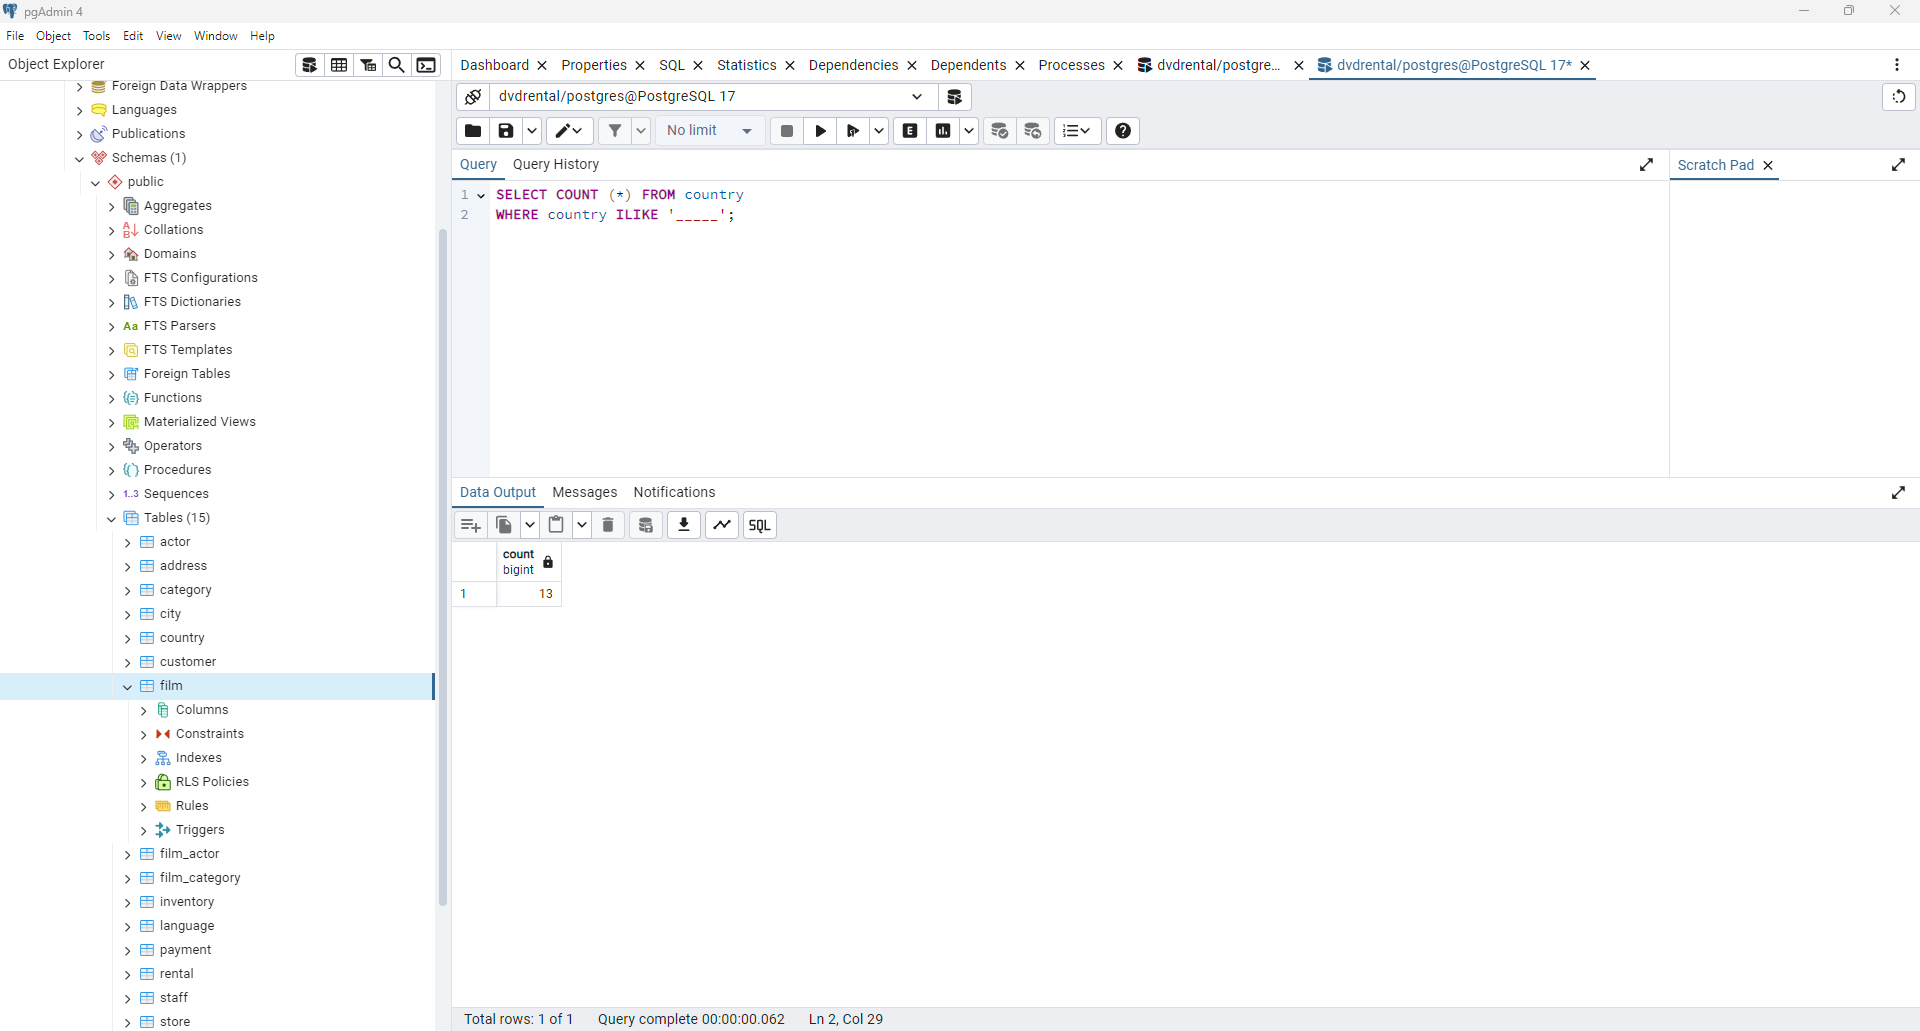 pgAdmin 4
File Object Tools Edit View Window Help
Object Explorer
Dashboard Properties SQL Statistics Dependencies Dependents Processes dvdrental/postgre... dvdrental/postgres@PostgreSQL 17*
Foreign Data Wrappers
Languages
Publications
Schemas (1)
public
Aggregates
Collations
Domains
FTS Configurations
FTS Dictionaries
Aa FTS Parsers
FTS Templates
Foreign Tables
Functions
Materialized Views
Operators
Procedures
1..3 Sequences
Tables (15)
actor
address
category
city
country
customer
film
Columns
Constraints
Indexes
RLS Policies
Rules
Triggers
film_actor
film_category
inventory
language
payment
rental
staff
store
dvdrental/postgres@PostgreSQL 17
No limit E
Query Query History
Scratch Pad
1 SELECT COUNT (*) FROM country
2 WHERE country ILIKE '_____';
Data Output Messages Notifications
SQL
count
bigint
1 13
Total rows: 1 of 1 Query complete 00:00:00.062 Ln 2, Col 29